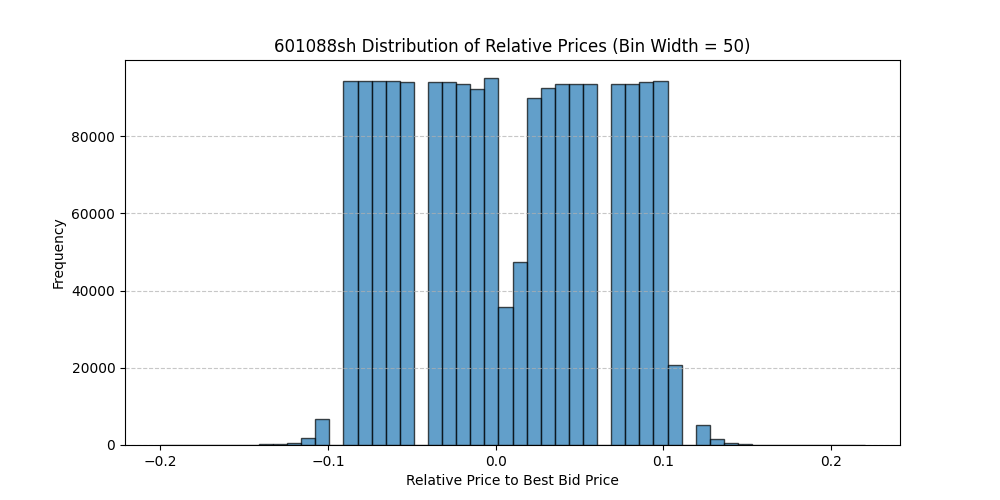 601088sh Distribution of Relative Prices (Bin Width = 50)
Frequency
80000
60000
40000
20000
0
−0.2 −0.1 0.0 0.1 0.2
Relative Price to Best Bid Price